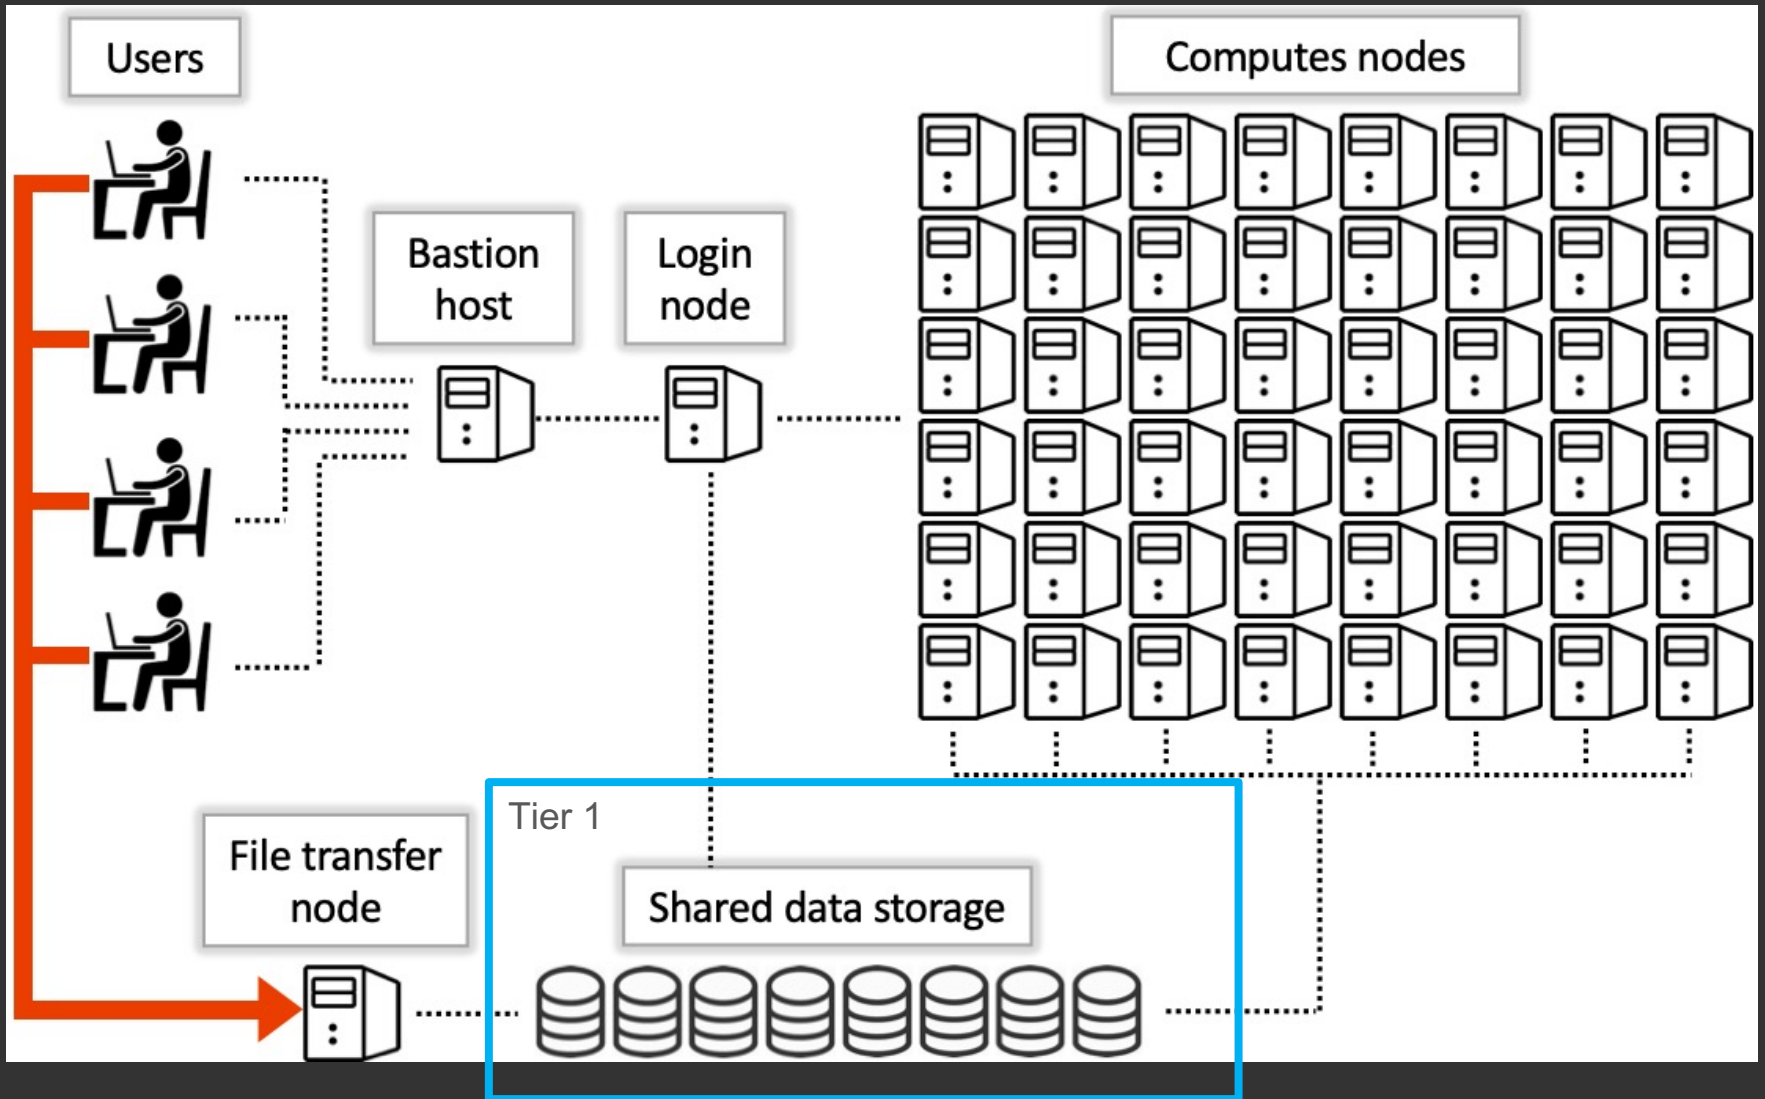 Users
Computes nodes
Bastion
host
Login
node
Tier 1
File transfer
node
Shared data storage